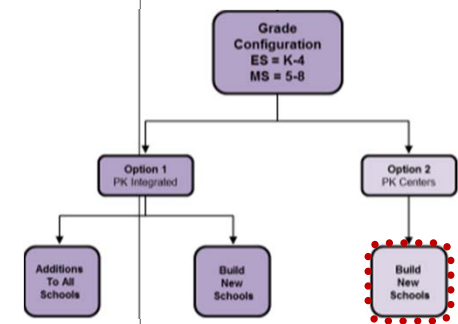 Grade
Configuration
ES = K-4
MS = 5-8
Option 1
PK Integrated
Option 2
PK Centers
Additions
To All
Schools
Build
New
Schools
Build
New
Schools